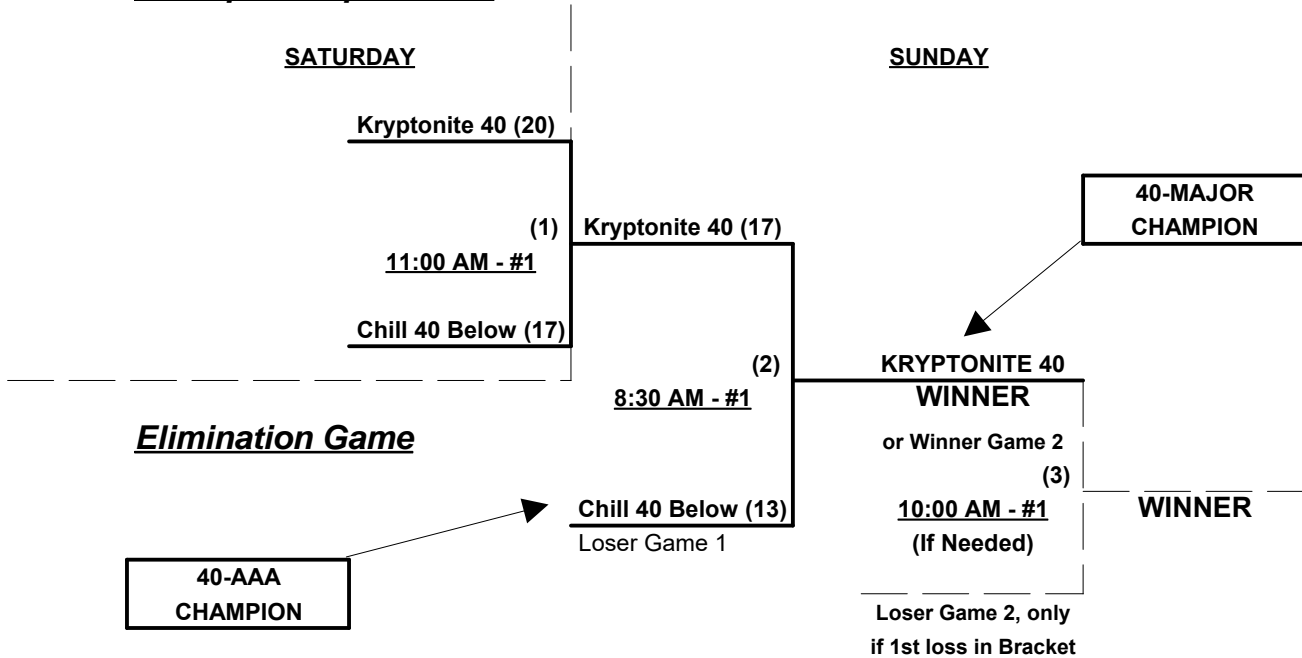 SATURDAY
SUNDAY
Kryptonite 40 (20)
40-MAJOR
CHAMPION
(1)
Kryptonite 40 (17)
11:00 AM - #1
Chill 40 Below (17)
(2)
KRYPTONITE 40
8:30 AM - #1
WINNER
Elimination Game
or Winner Game 2
(3)
Chill 40 Below (13)
10:00 AM - #1
WINNER
Loser Game 1
(If Needed)
40-AAA
CHAMPION
Loser Game 2, only
if 1st loss in Bracket